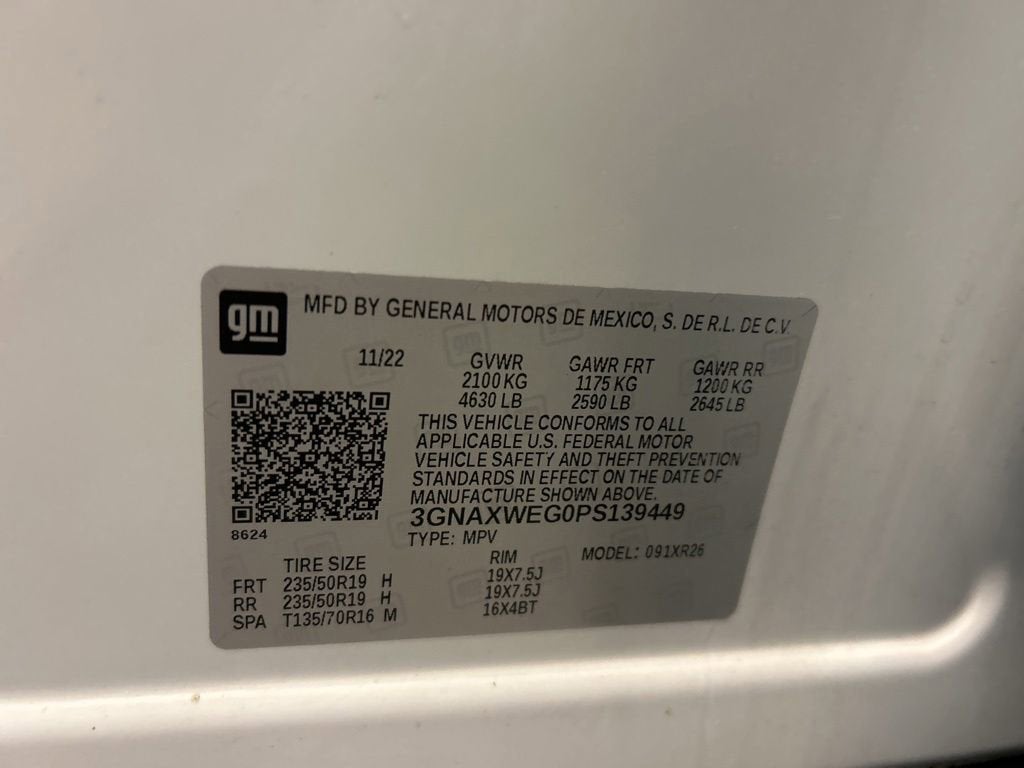 gm
MFD BY GENERAL MOTORS DE MEXICO, S. DE R.L. DE C.V.
11/22 GVWR GAWR FRT GAWR RR
2100 KG 1175 KG 1200 KG
4630 LB 2590 LB 2645 LB
THIS VEHICLE CONFORMS TO ALL
APPLICABLE U.S. FEDERAL MOTOR
VEHICLE SAFETY AND THEFT PREVENTION
STANDARDS IN EFFECT ON THE DATE OF
MANUFACTURE SHOWN ABOVE.
3GNAXWEG0PS139449
8624
TYPE: MPV MODEL: 091XR26
TIRE SIZE RIM
FRT 235/50R19 H 19X7.5J
RR 235/50R19 H 19X7.5J
SPA T135/70R16 M 16X4BT